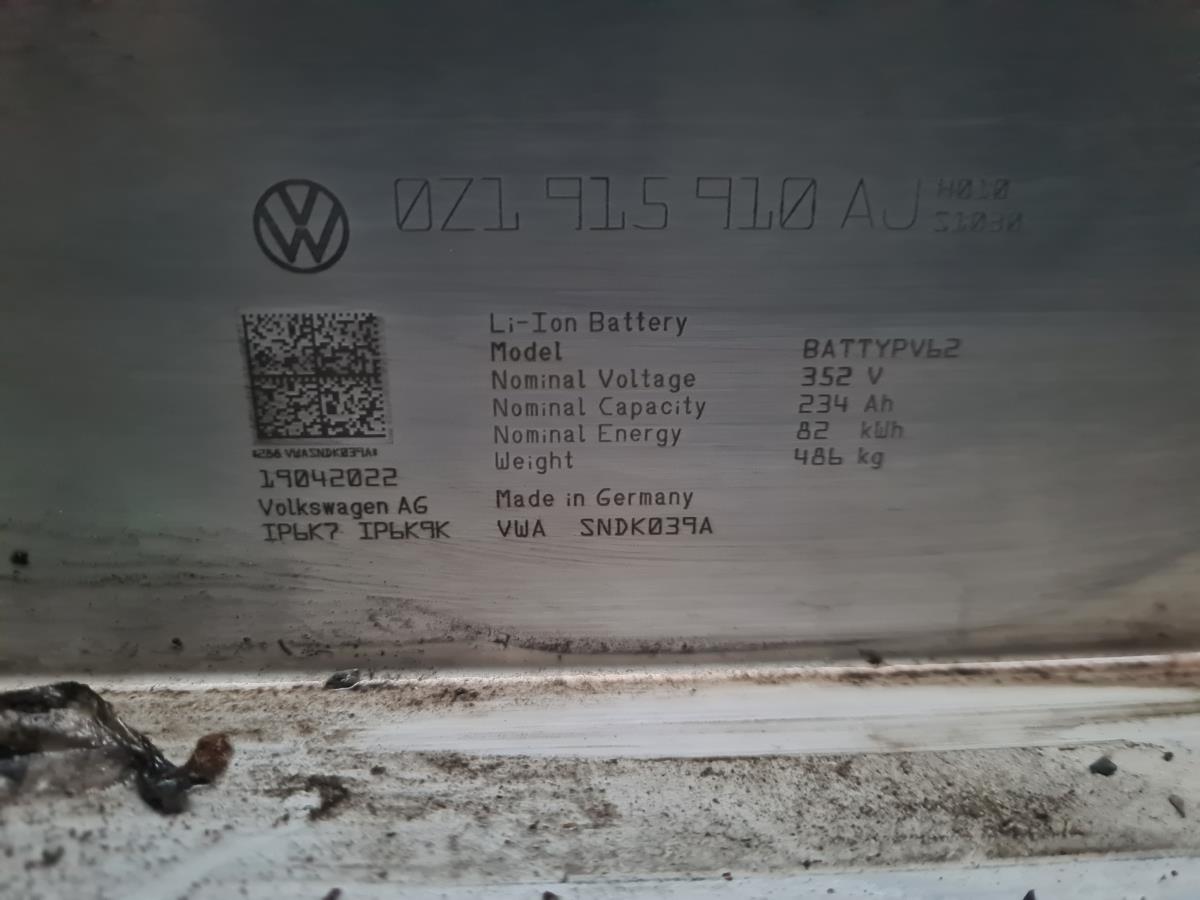 0Z1 915 910 AJ H010
S1030
Li-Ion Battery
Model BATTYPV62
Nominal Voltage 352 V
Nominal Capacity 234 Ah
Nominal Energy 82 kWh
Weight 486 kg
19042022
Volkswagen AG
IP6K7 IP6K9K
Made in Germany
VWA SNDK039A